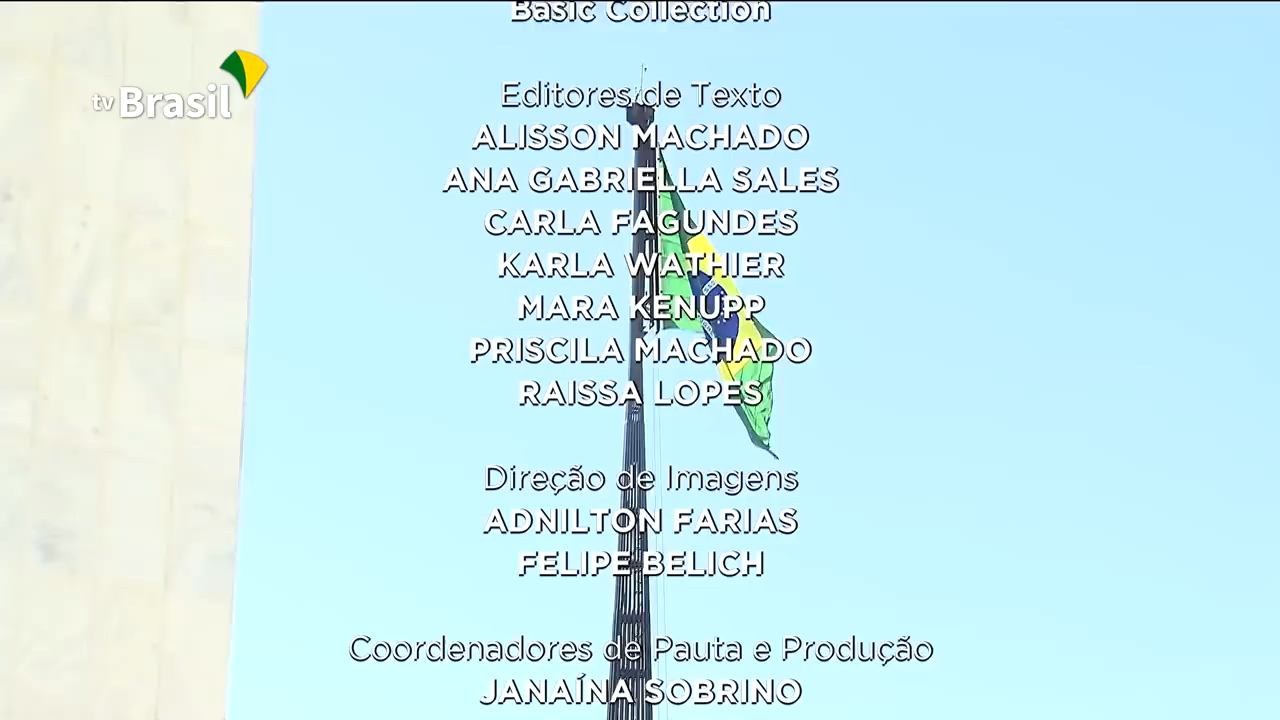 Basic Collection
tv Brasil
Editores de Texto
ALISSON MACHADO
ANA GABRIELLA SALES
CARLA FAGUNDES
KARLA WATHIER
MARA KENUPP
PRISCILA MACHADO
RAISSA LOPES
Direção de Imagens
ADNILTON FARIAS
FELIPE BELICH
Coordenadores de Pauta e Produção
JANAÍNA SOBRINO